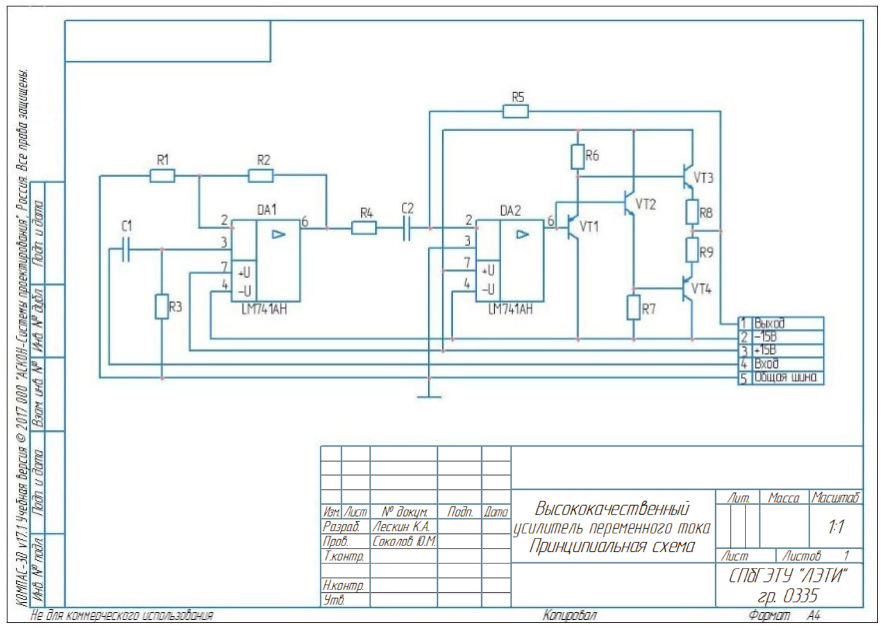 КОМПАС-3D v17.1 Учебная версия © 2017 ООО "АСКОН-Системы проектирования", Россия. Все права защищены.
Инв. № подл.
Подп. и дата
Взам. инв. №
Инв. № дубл.
Подп. и дата
R5
R1
R2
R6
VT3
C1
DA1
R4
C2
DA2
VT2
R8
2
3
7
4
6
+U
-U
LM741AH
2
3
7
4
6
+U
-U
LM741AH
VT1
R9
R3
R7
VT4
1 Выход
2 -15В
3 +15В
4 Вход
5 Общая шина
Изм. Лист № докум. Подп. Дата
Разраб. Лескин К.А.
Пров. Соколов Ю.М.
Т.контр.
Н.контр.
Утв.
Высококачественный
усилитель переменного тока
Принципиальная схема
Лит. Масса Масштаб
1:1
Лист Листов 1
СПбГЭТУ "ЛЭТИ"
гр. 0335
Не для коммерческого использования
Копировал
Формат А4